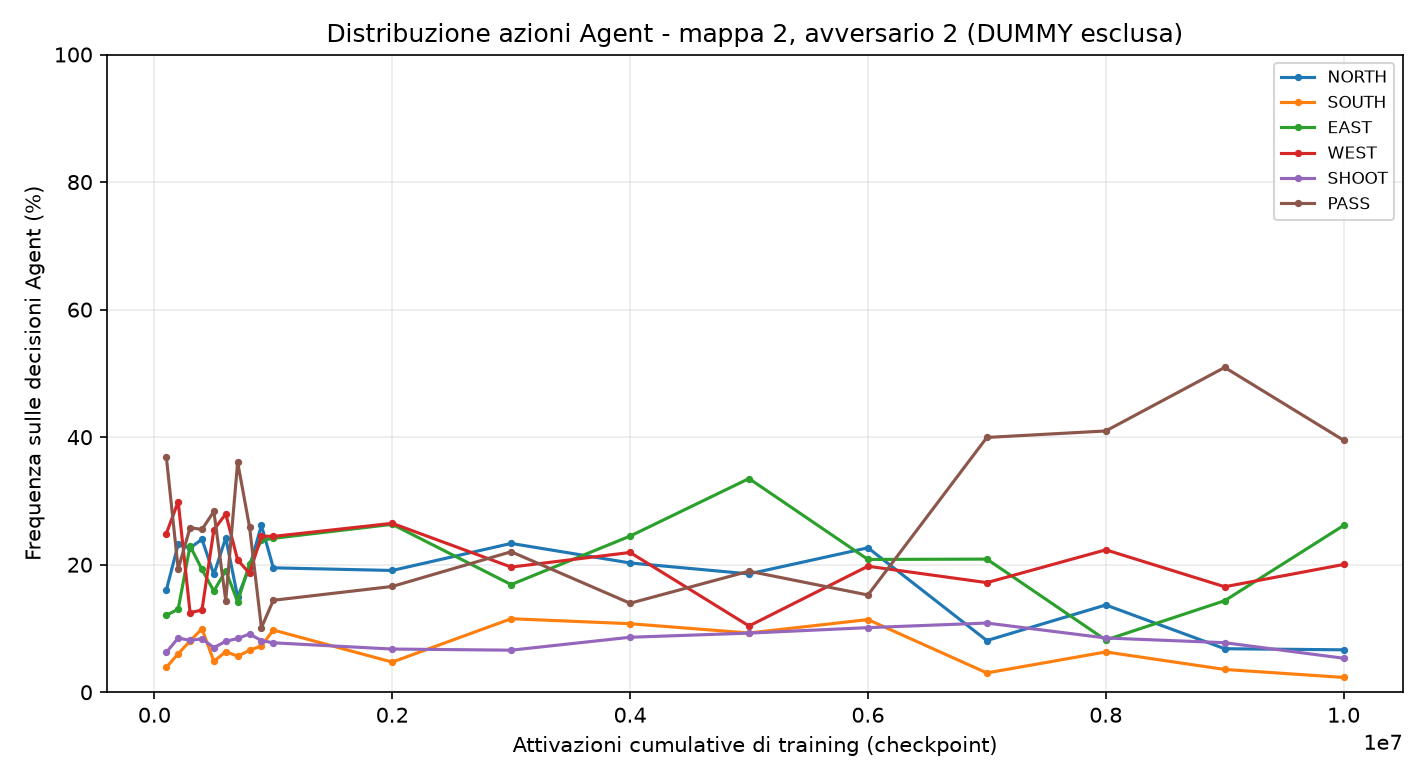 Distribuzione azioni Agent - mappa 2, avversario 2 (DUMMY esclusa)
Frequenza sulle decisioni Agent (%)
100
80
60
40
20
0
NORTH
SOUTH
EAST
WEST
SHOOT
PASS
0.0
0.2
0.4
0.6
0.8
1.0
1e7
Attivazioni cumulative di training (checkpoint)